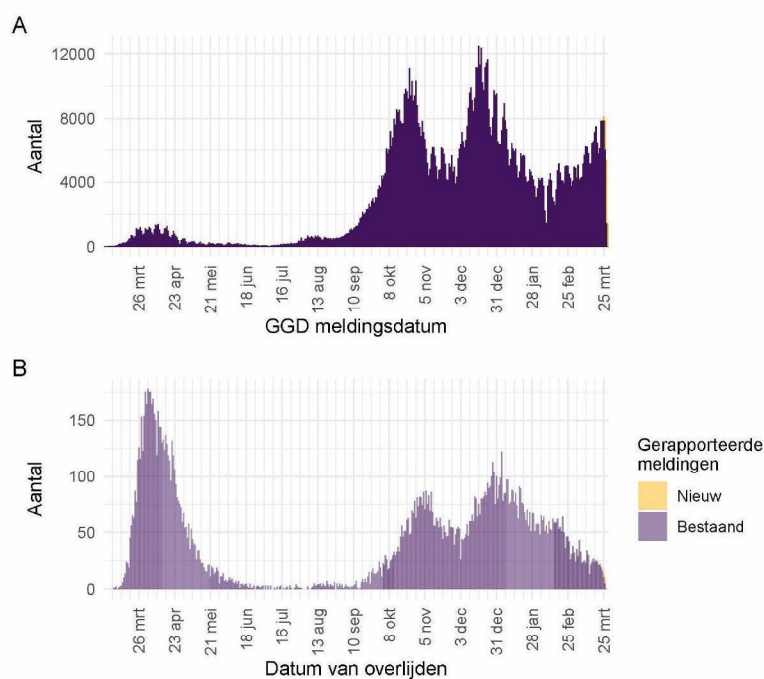 A
12000
8000
4000
0
Aantal
26 mrt
23 apr
21 mei
18 jun
16 jul
13 aug
10 sep
8 okt
5 nov
3 dec
31 dec
28 jan
25 feb
25 mrt
GGD meldingsdatum
B
150
100
50
0
Aantal
26 mrt
23 apr
21 mei
18 jun
16 jul
13 aug
10 sep
8 okt
5 nov
3 dec
31 dec
28 jan
25 feb
25 mrt
Datum van overlijden
Gerapporteerde
meldingen
Nieuw
Bestaand